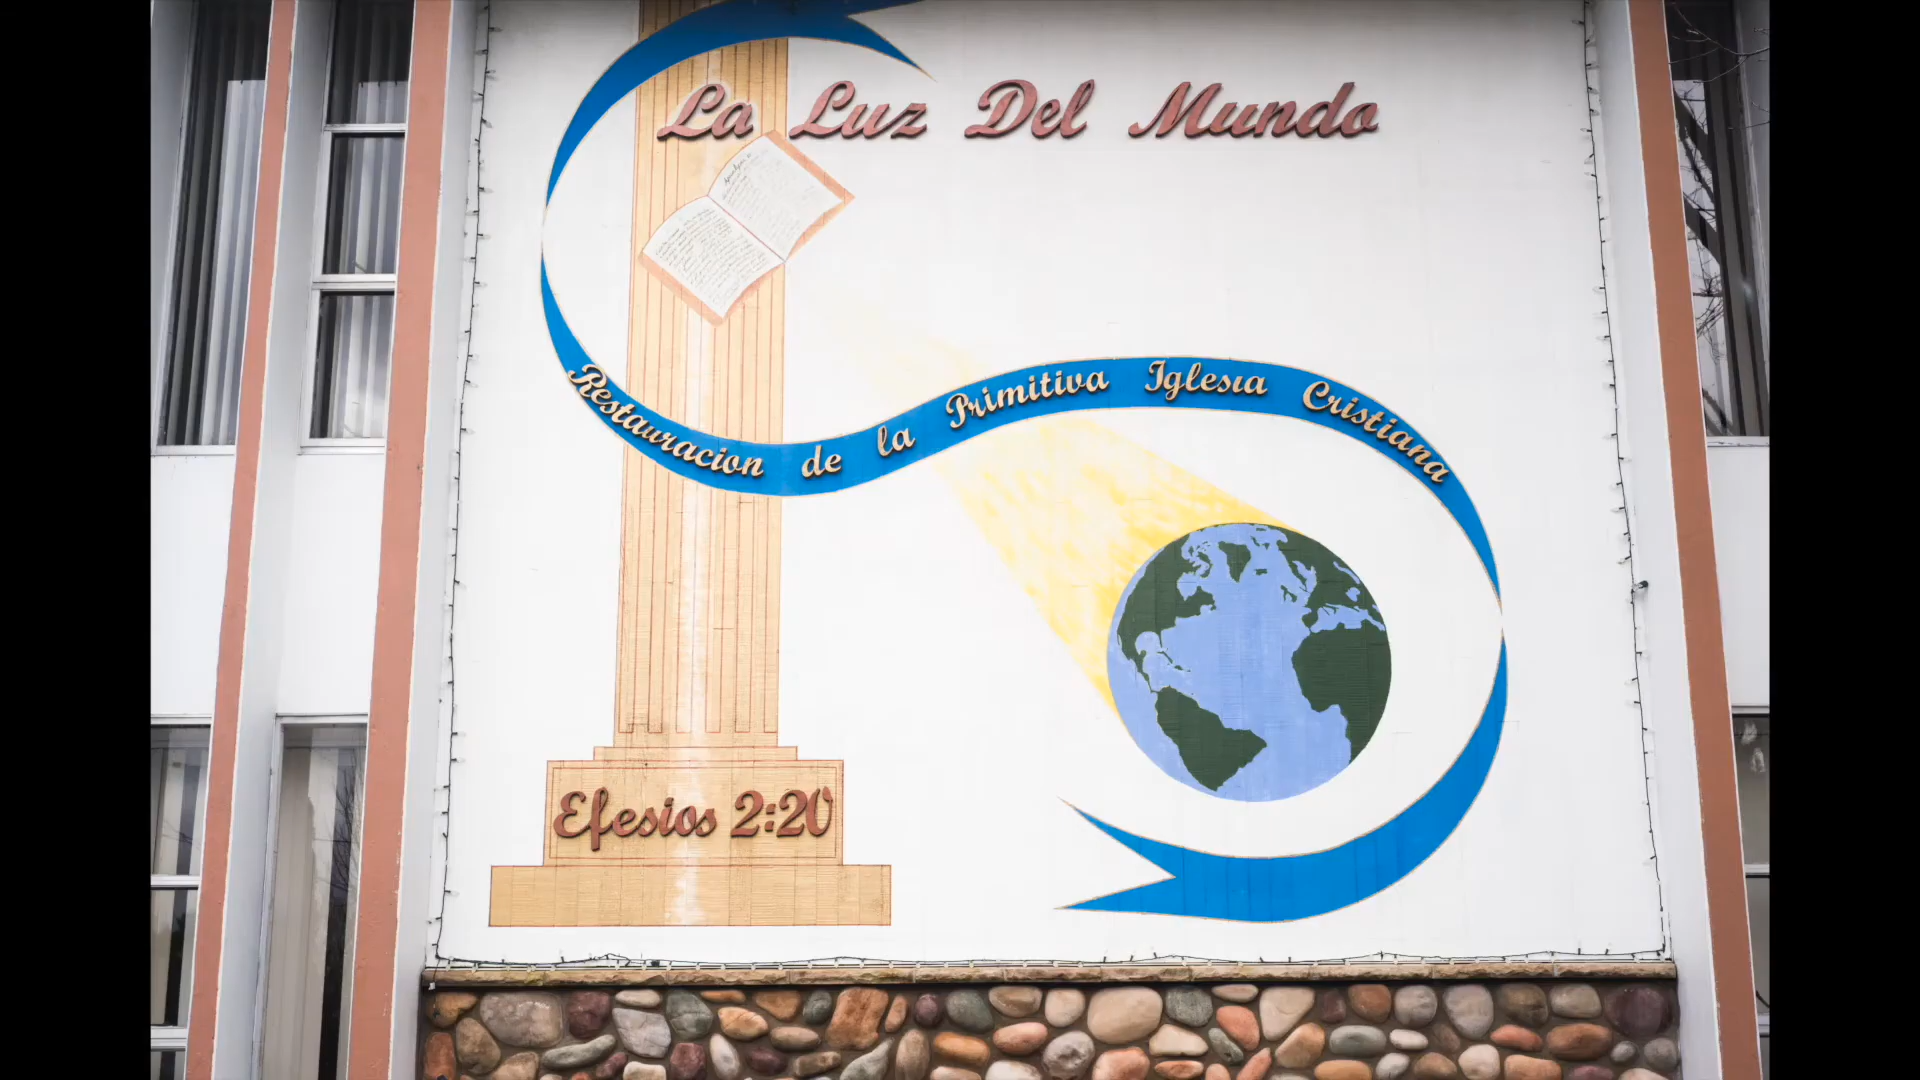 La Luz Del Mundo
Restauracion de la Primitiva Iglesia Cristiana
Efesios 2:20